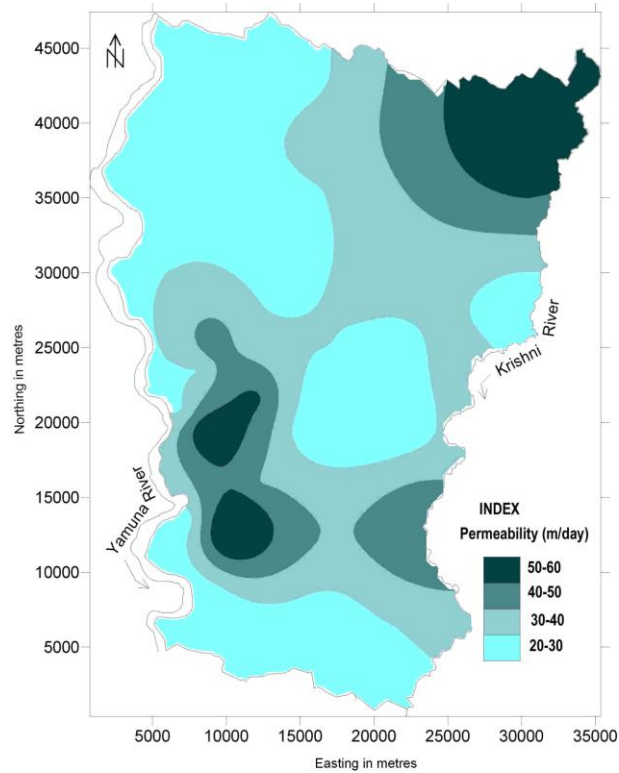 45000
N
40000
35000
30000
25000
20000
15000
10000
5000
Northing in metres
Krishni River
Yamuna River
INDEX
Permeability (m/day)
50-60
40-50
30-40
20-30
5000 10000 15000 20000 25000 30000 35000
Easting in metres